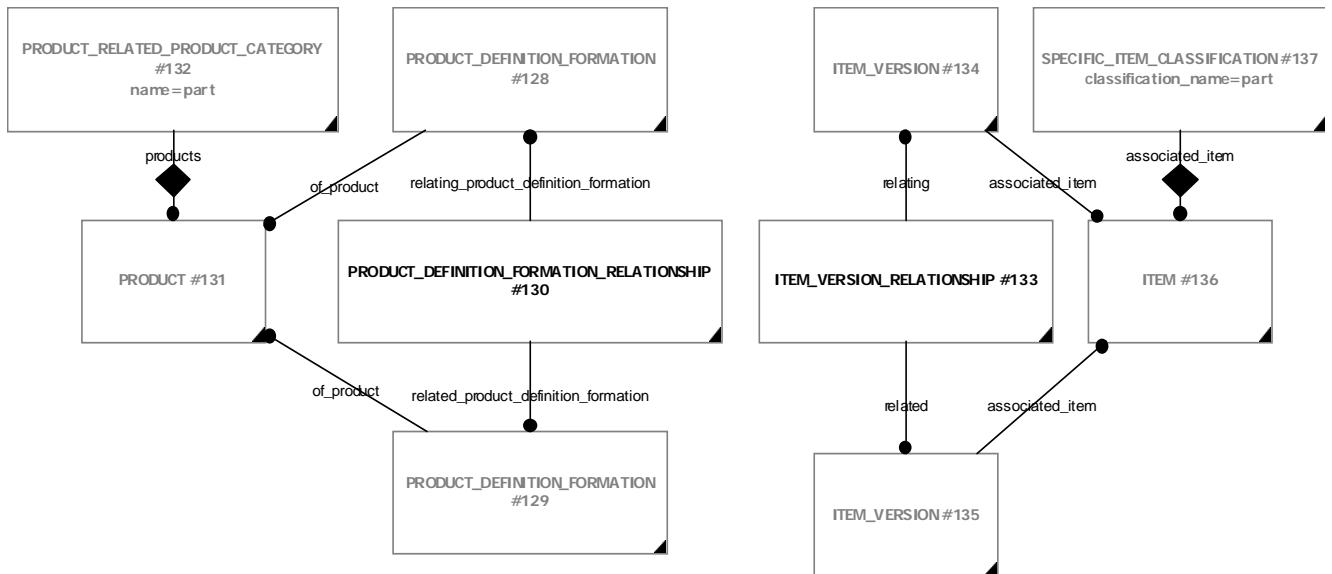 PRODUCT_RELATED_PRODUCT_CATEGORY
#132
name=part
PRODUCT_DEFINITION_FORMATION
#128
ITEM_VERSION #134
SPECIFIC_ITEM_CLASSIFICATION #137
classification_name=part
products
of_product
relating_product_definition_formation
relating
associated_item
associated_item
PRODUCT #131
PRODUCT_DEFINITION_FORMATION_RELATIONSHIP
#130
ITEM_VERSION_RELATIONSHIP #133
ITEM #136
of_product
related_product_definition_formation
related
associated_item
PRODUCT_DEFINITION_FORMATION
#129
ITEM_VERSION #135